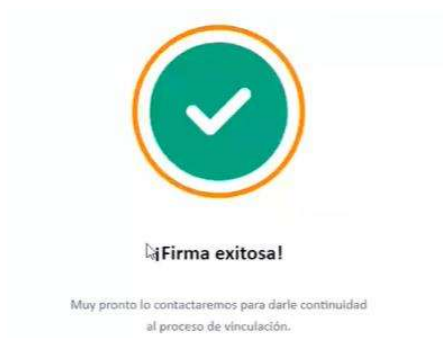 ¡Firma exitosa!
Muy pronto lo contactaremos para darle continuidad
al proceso de vinculación.